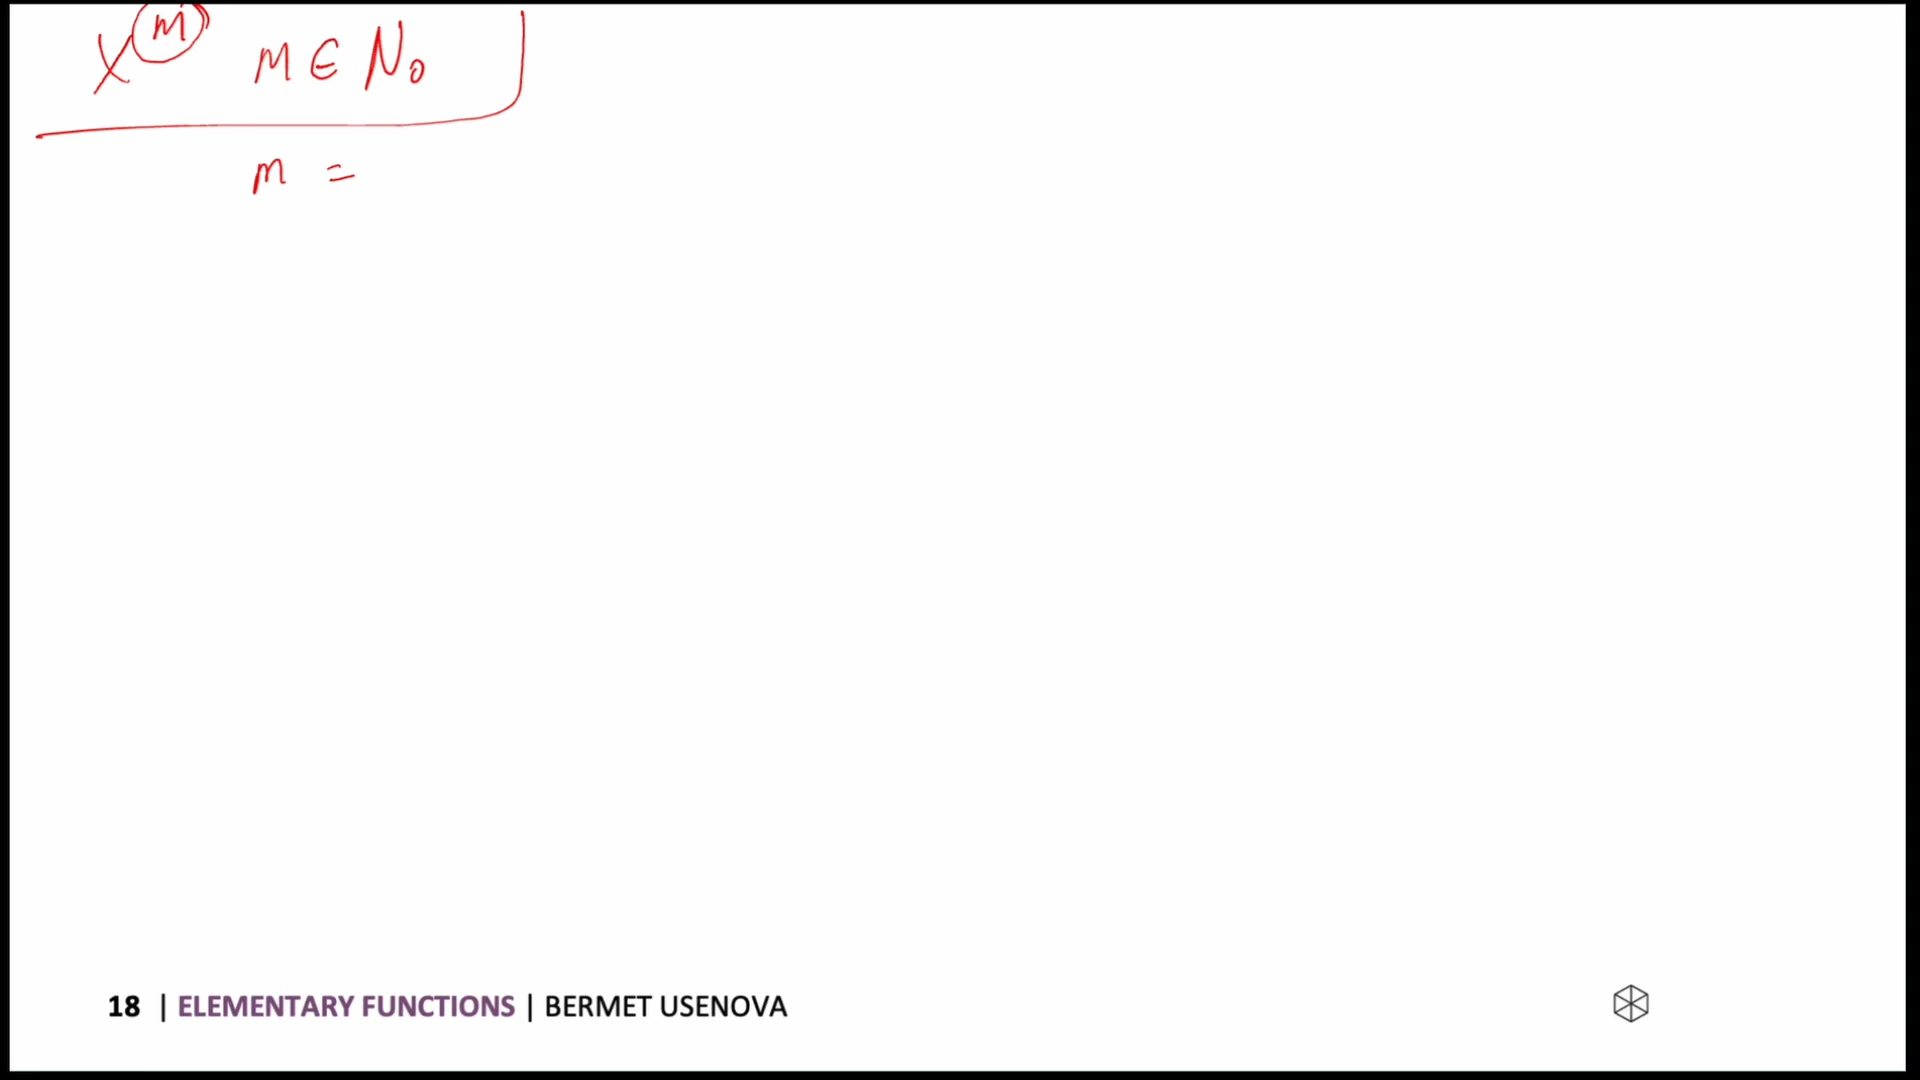 x^m m ∈ N₀
m =
18 | ELEMENTARY FUNCTIONS | BERMET USENOVA